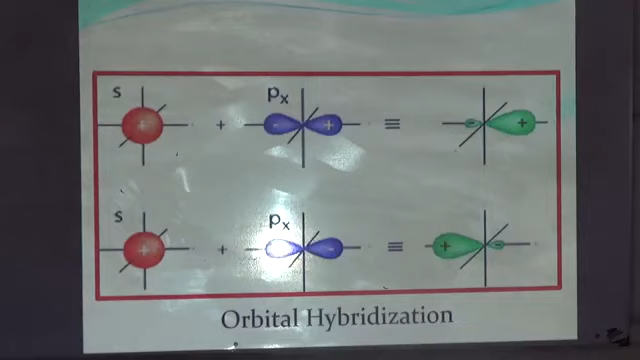 s pₓ
+ + - + ≡ - +
s pₓ
+ + - ≡ + -
Orbital Hybridization